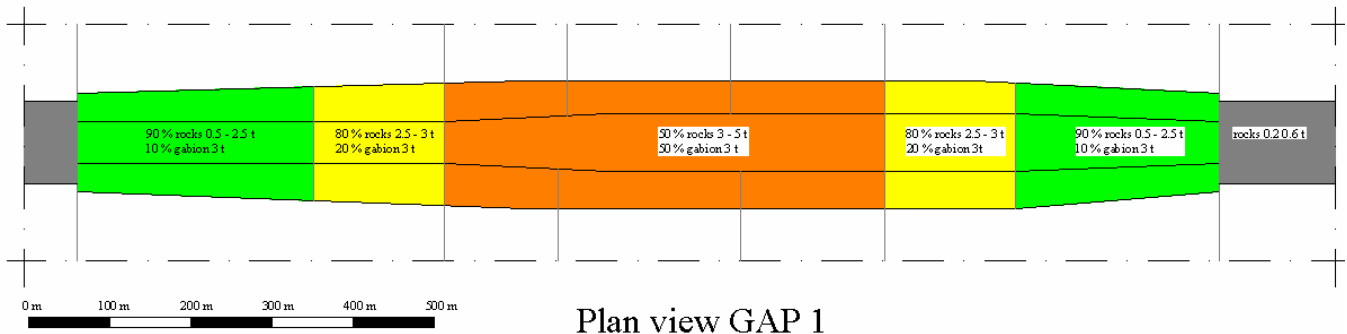 90 % rocks 0.5 - 2.5 t
10 % gabion 3 t
80 % rocks 2.5 - 3 t
20 % gabion 3 t
50 % rocks 3 - 5 t
50 % gabion 3 t
80 % rocks 2.5 - 3 t
20 % gabion 3t
90 % rocks 0.5 - 2.5 t
10 % gabion 3 t
rocks 0.2 0.6 t
0 m 100 m 200 m 300 m 400 m 500 m
Plan view GAP 1